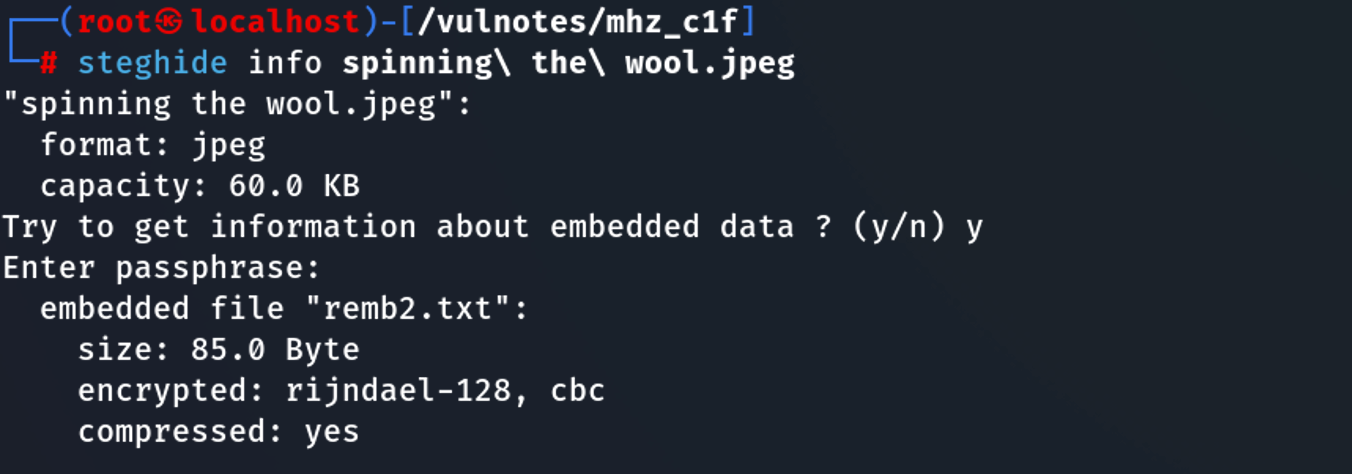 (root㉿localhost)-[/vulnotes/mhz_c1f]
# steghide info spinning\ the\ wool.jpeg
"spinning the wool.jpeg":
format: jpeg
capacity: 60.0 KB
Try to get information about embedded data ? (y/n) y
Enter passphrase:
embedded file "remb2.txt":
size: 85.0 Byte
encrypted: rijndael-128, cbc
compressed: yes